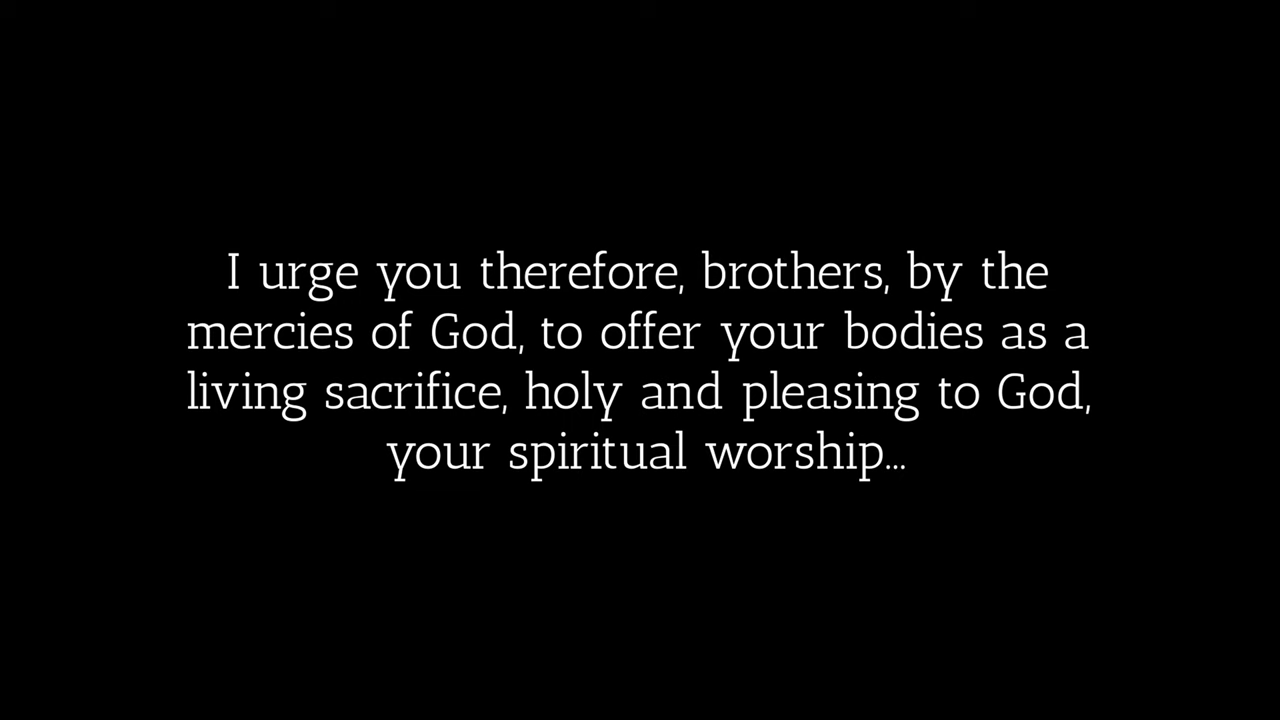 I urge you therefore, brothers, by the
mercies of God, to offer your bodies as a
living sacrifice, holy and pleasing to God,
your spiritual worship...